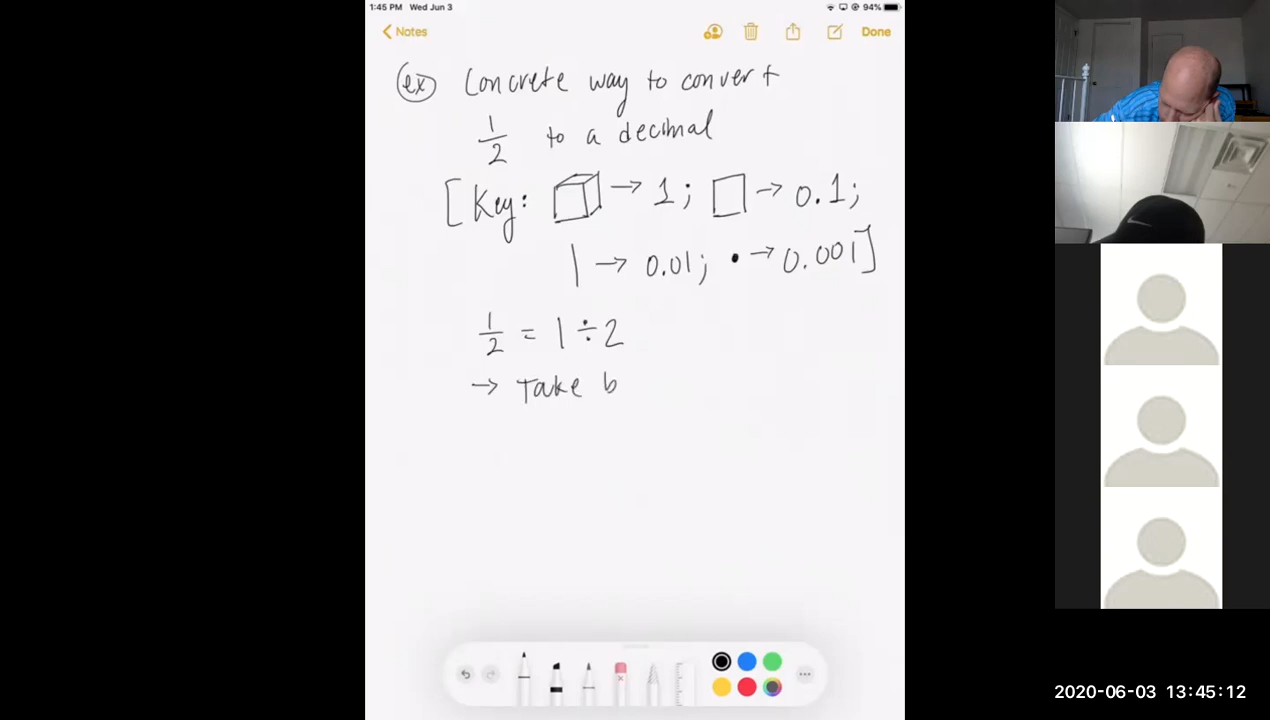 1:45 PM Wed Jun 3
94%
Notes
Done
ex Concrete way to convert
1/2 to a decimal
[Key: → 1; → 0.1;
| → 0.01; • → 0.001]
1/2 = 1 ÷ 2
→ Take b
2020-06-03 13:45:12